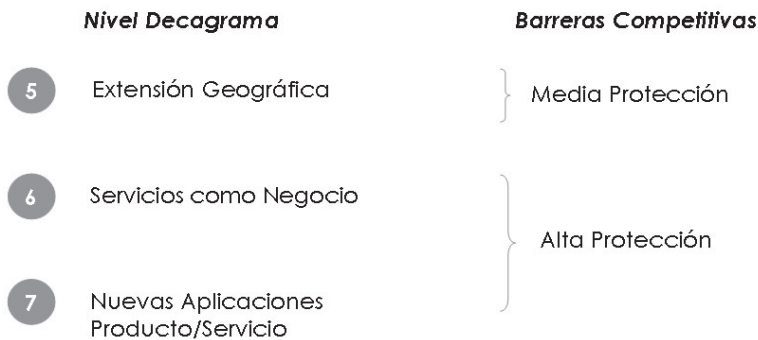 Nivel Decagrama Barreras Competitivas
5 Extensión Geográfica Media Protección
6 Servicios como Negocio
Alta Protección
7 Nuevas Aplicaciones
Producto/Servicio